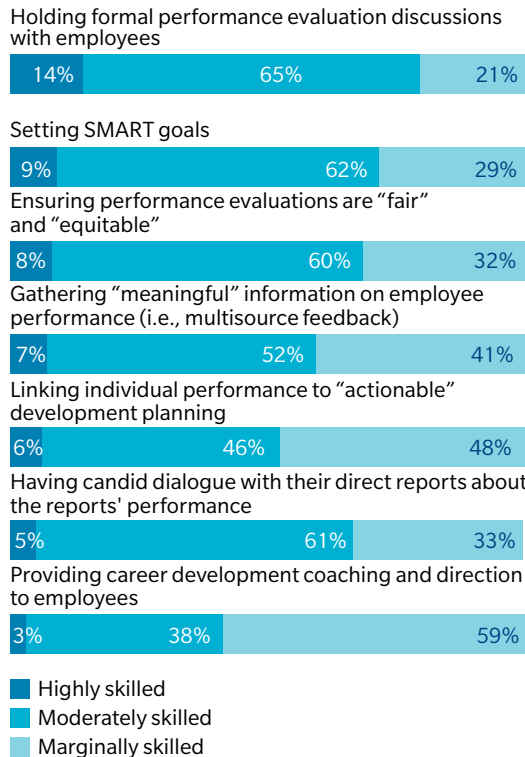 Holding formal performance evaluation discussions
with employees
14% 65% 21%
Setting SMART goals
9% 62% 29%
Ensuring performance evaluations are “fair”
and “equitable”
8% 60% 32%
Gathering “meaningful” information on employee
performance (i.e., multisource feedback)
7% 52% 41%
Linking individual performance to “actionable”
development planning
6% 46% 48%
Having candid dialogue with their direct reports about
the reports' performance
5% 61% 33%
Providing career development coaching and direction
to employees
3% 38% 59%
Highly skilled
Moderately skilled
Marginally skilled